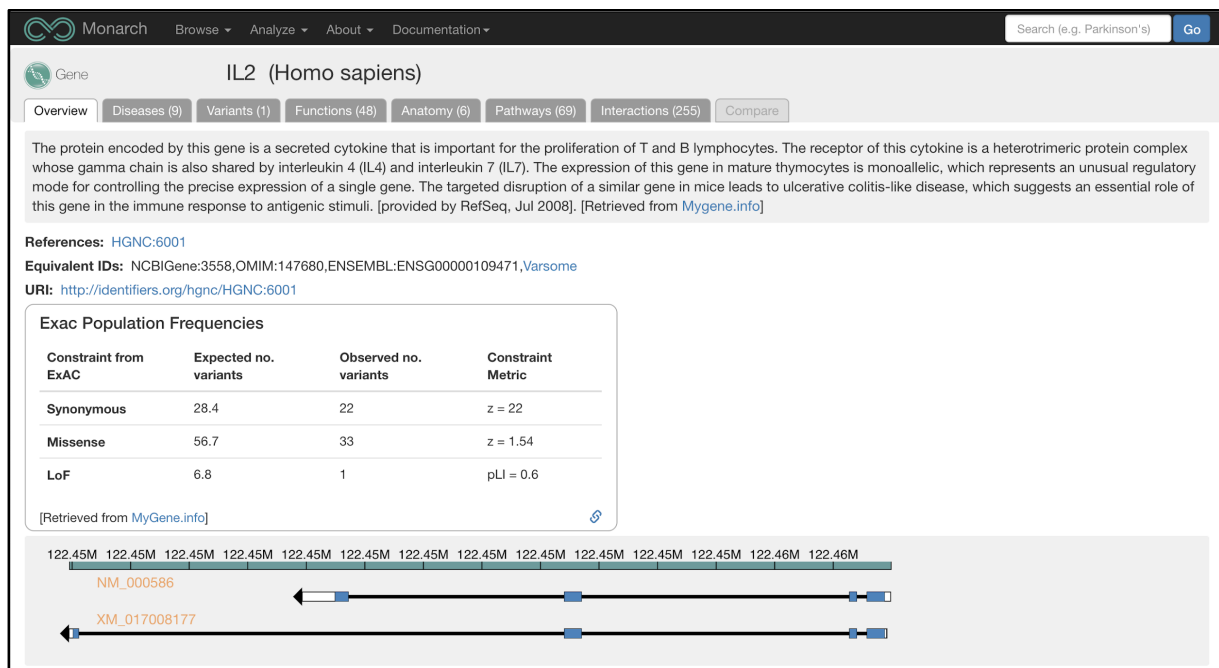 Monarch Browse Analyze About Documentation Search (e.g. Parkinson's) Go
Gene IL2 (Homo sapiens)
Overview Diseases (9) Variants (1) Functions (48) Anatomy (6) Pathways (69) Interactions (255) Compare
The protein encoded by this gene is a secreted cytokine that is important for the proliferation of T and B lymphocytes. The receptor of this cytokine is a heterotrimeric protein complex
whose gamma chain is also shared by interleukin 4 (IL4) and interleukin 7 (IL7). The expression of this gene in mature thymocytes is monoallelic, which represents an unusual regulatory
mode for controlling the precise expression of a single gene. The targeted disruption of a similar gene in mice leads to ulcerative colitis-like disease, which suggests an essential role of
this gene in the immune response to antigenic stimuli. [provided by RefSeq, Jul 2008]. [Retrieved from Mygene.info]
References: HGNC:6001
Equivalent IDs: NCBIGene:3558,OMIM:147680,ENSEMBL:ENSG00000109471,Varsome
URI: http://identifiers.org/hgnc/HGNC:6001
Exac Population Frequencies
Constraint from Expected no. Observed no. Constraint
ExAC variants variants Metric
Synonymous 28.4 22 z = 22
Missense 56.7 33 z = 1.54
LoF 6.8 1 pLI = 0.6
[Retrieved from MyGene.info]
122.45M 122.45M 122.45M 122.45M 122.45M 122.45M 122.45M 122.45M 122.45M 122.45M 122.45M 122.45M 122.46M 122.46M
NM_000586
XM_017008177